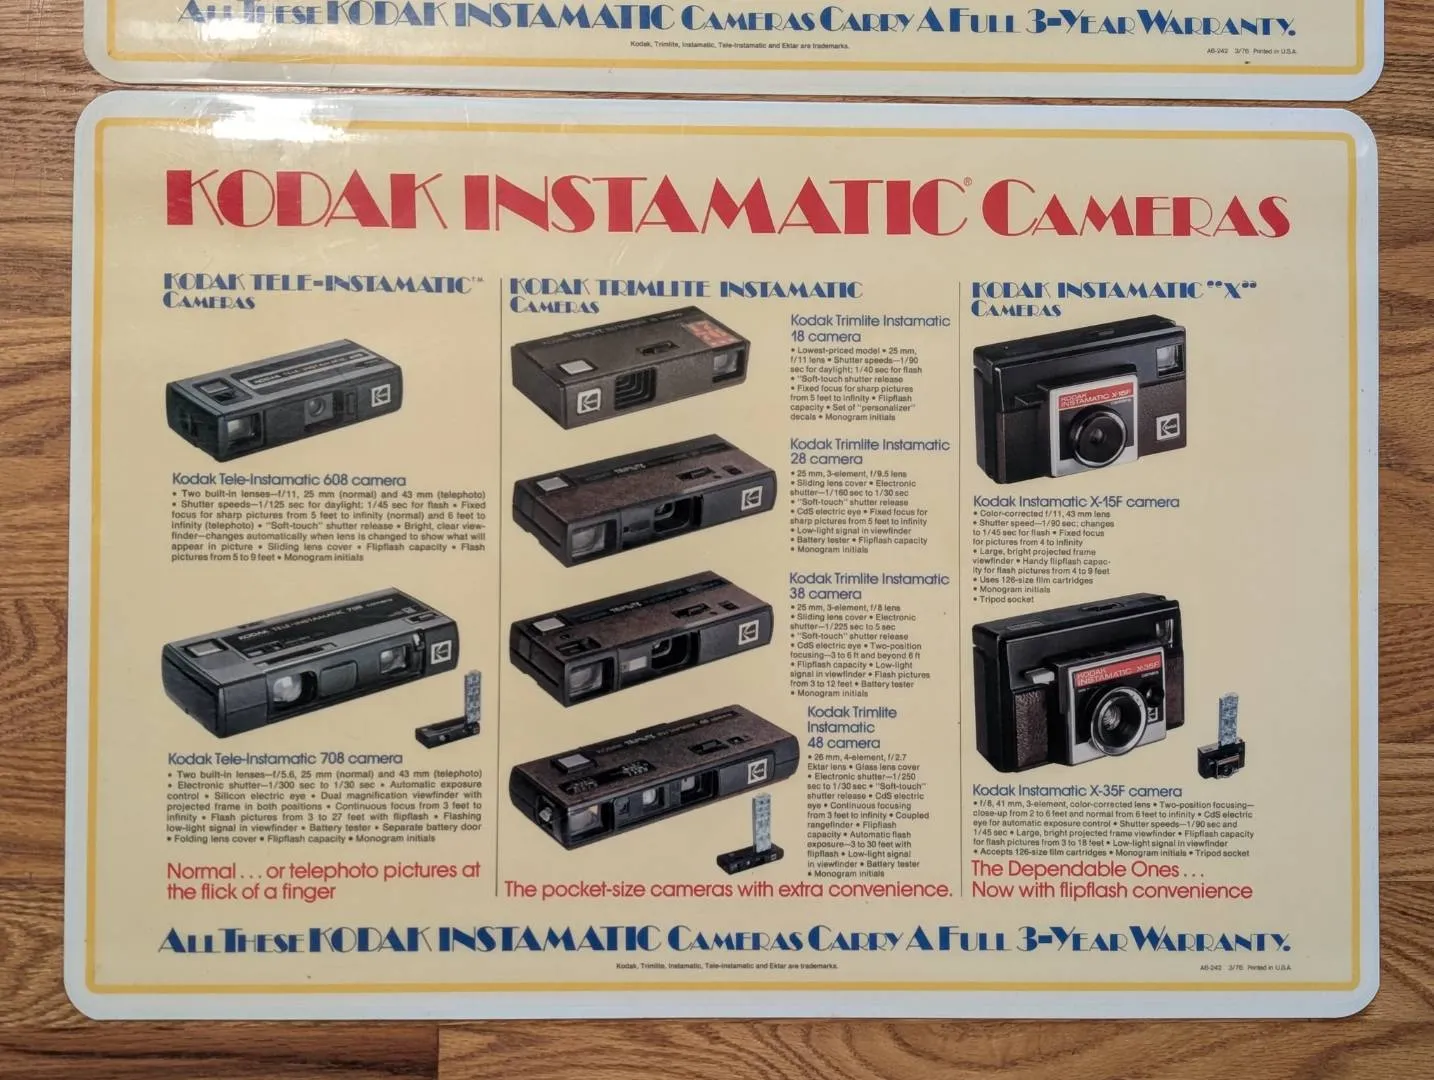 ALL THESE KODAK INSTAMATIC CAMERAS CARRY A FULL 3-YEAR WARRANTY.
Kodak, Trimlite, Instamatic, Tele-Instamatic and Ektar are trademarks.
A6-242 3/76 Printed in U.S.A.
KODAK INSTAMATIC® CAMERAS
KODAK TELE-INSTAMATIC™
CAMERAS
Kodak Tele-Instamatic 608 camera
• Two built-in lenses—f/11, 25 mm (normal) and 43 mm (telephoto)
• Shutter speeds—1/125 sec for daylight; 1/45 sec for flash • Fixed
focus for sharp pictures from 5 feet to infinity (normal) and 6 feet to
infinity (telephoto) • "Soft-touch" shutter release • Bright, clear view-
finder—changes automatically when lens is changed to show what will
appear in picture • Sliding lens cover • Flipflash capacity • Flash
pictures from 5 to 9 feet • Monogram initials
KODAK TELE-INSTAMATIC 708 camera
Kodak Tele-Instamatic 708 camera
• Two built-in lenses—f/5.6, 25 mm (normal) and 43 mm (telephoto)
• Electronic shutter—1/300 sec to 1/30 sec • Automatic exposure
control • Silicon electric eye • Dual magnification viewfinder with
projected frame in both positions • Continuous focus from 3 feet to
infinity • Flash pictures from 3 to 27 feet with flipflash • Flashing
low-light signal in viewfinder • Battery tester • Separate battery door
• Folding lens cover • Flipflash capacity • Monogram initials
Normal . . . or telephoto pictures at
the flick of a finger
KODAK TRIMLITE INSTAMATIC
CAMERAS
Kodak Trimlite Instamatic
18 camera
• Lowest-priced model • 25 mm,
f/11 lens • Shutter speeds—1/90
sec for daylight; 1/40 sec for flash
• "Soft-touch shutter release
• Fixed focus for sharp pictures
from 5 feet to infinity • Flipflash
capacity • Set of "personalizer"
decals • Monogram initials
Kodak Trimlite Instamatic
28 camera
• 25 mm, 3-element, f/9.5 lens
• Sliding lens cover • Electronic
shutter—1/160 sec to 1/30 sec
• "Soft-touch" shutter release
• CdS electric eye • Fixed focus for
sharp pictures from 5 feet to infinity
• Low-light signal in viewfinder
• Battery tester • Flipflash capacity
• Monogram initials
Kodak Trimlite Instamatic
38 camera
• 25 mm, 3-element, f/8 lens
• Sliding lens cover • Electronic
shutter—1/225 sec to 5 sec
• "Soft-touch" shutter release
• CdS electric eye • Two-position
focusing—3 to 6 ft and beyond 6 ft
• Flipflash capacity • Low-light
signal in viewfinder • Flash pictures
from 3 to 12 feet • Battery tester
• Monogram initials
Kodak Trimlite
Instamatic
48 camera
• 26 mm, 4-element, f/2.7
Ektar lens • Glass lens cover
• Electronic shutter—1/250
sec to 1/30 sec • "Soft-touch"
shutter release • CdS electric
eye • Continuous focusing
from 3 feet to infinity • Coupled
rangefinder • Flipflash
capacity • Automatic flash
exposure—3 to 30 feet with
flipflash • Low-light signal
in viewfinder • Battery tester
• Monogram initials
The pocket-size cameras with extra convenience.
KODAK INSTAMATIC "X"
CAMERAS
KODAK
INSTAMATIC X-15F
camera
Kodak Instamatic X-15F camera
• Color-corrected f/11, 43 mm lens
• Shutter speed—1/90 sec; changes
to 1/45 sec for flash • Fixed focus
for pictures from 4 to infinity
• Large, bright projected frame
viewfinder • Handy flipflash capac-
ity for flash pictures from 4 to 9 feet
• Uses 126-size film cartridges
• Monogram initials
• Tripod socket
KODAK
INSTAMATIC X-35F
camera
Kodak Instamatic X-35F camera
• f/8, 41 mm, 3-element, color-corrected lens • Two-position focusing—
close-up from 2 to 6 feet and normal from 6 feet to infinity • CdS electric
eye for automatic exposure control • Shutter speeds—1/90 sec and
1/45 sec • Large, bright projected frame viewfinder • Flipflash capacity
for flash pictures from 3 to 18 feet • Low-light signal in viewfinder
• Accepts 126-size film cartridges • Monogram initials • Tripod socket
The Dependable Ones . . .
Now with flipflash convenience
ALL THESE KODAK INSTAMATIC CAMERAS CARRY A FULL 3-YEAR WARRANTY.
Kodak, Trimlite, Instamatic, Tele-Instamatic and Ektar are trademarks.
A6-242 3/76 Printed in U.S.A.